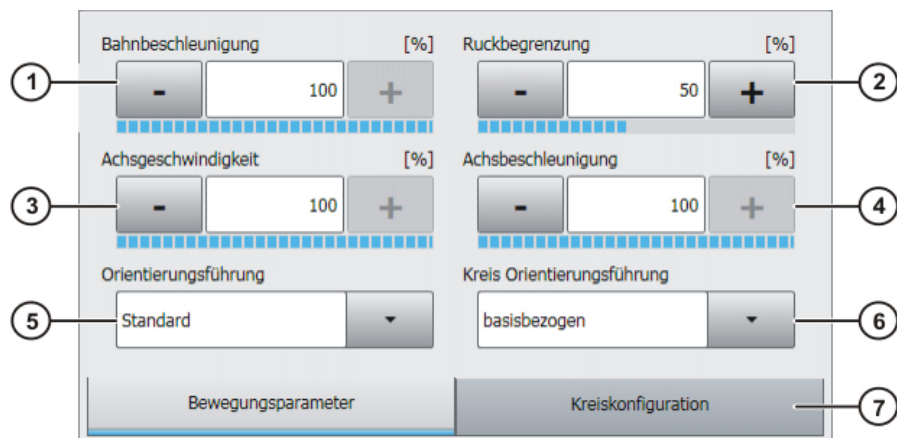 Bahnbeschleunigung [%] Ruckbegrenzung [%]
1 - 100 + - 50 + 2
Achsgeschwindigkeit [%] Achsbeschleunigung [%]
3 - 100 + - 100 + 4
Orientierungsführung Kreis Orientierungsführung
5 Standard basisbezogen 6
Bewegungsparameter Kreiskonfiguration 7